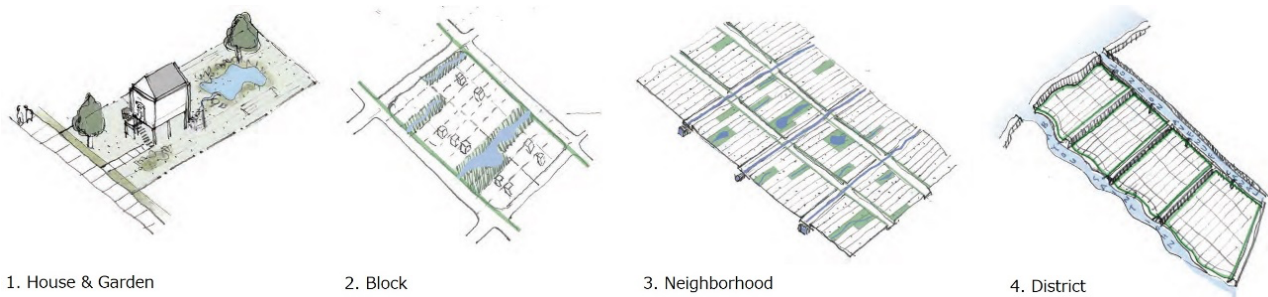 1. House & Garden
2. Block
3. Neighborhood
4. District